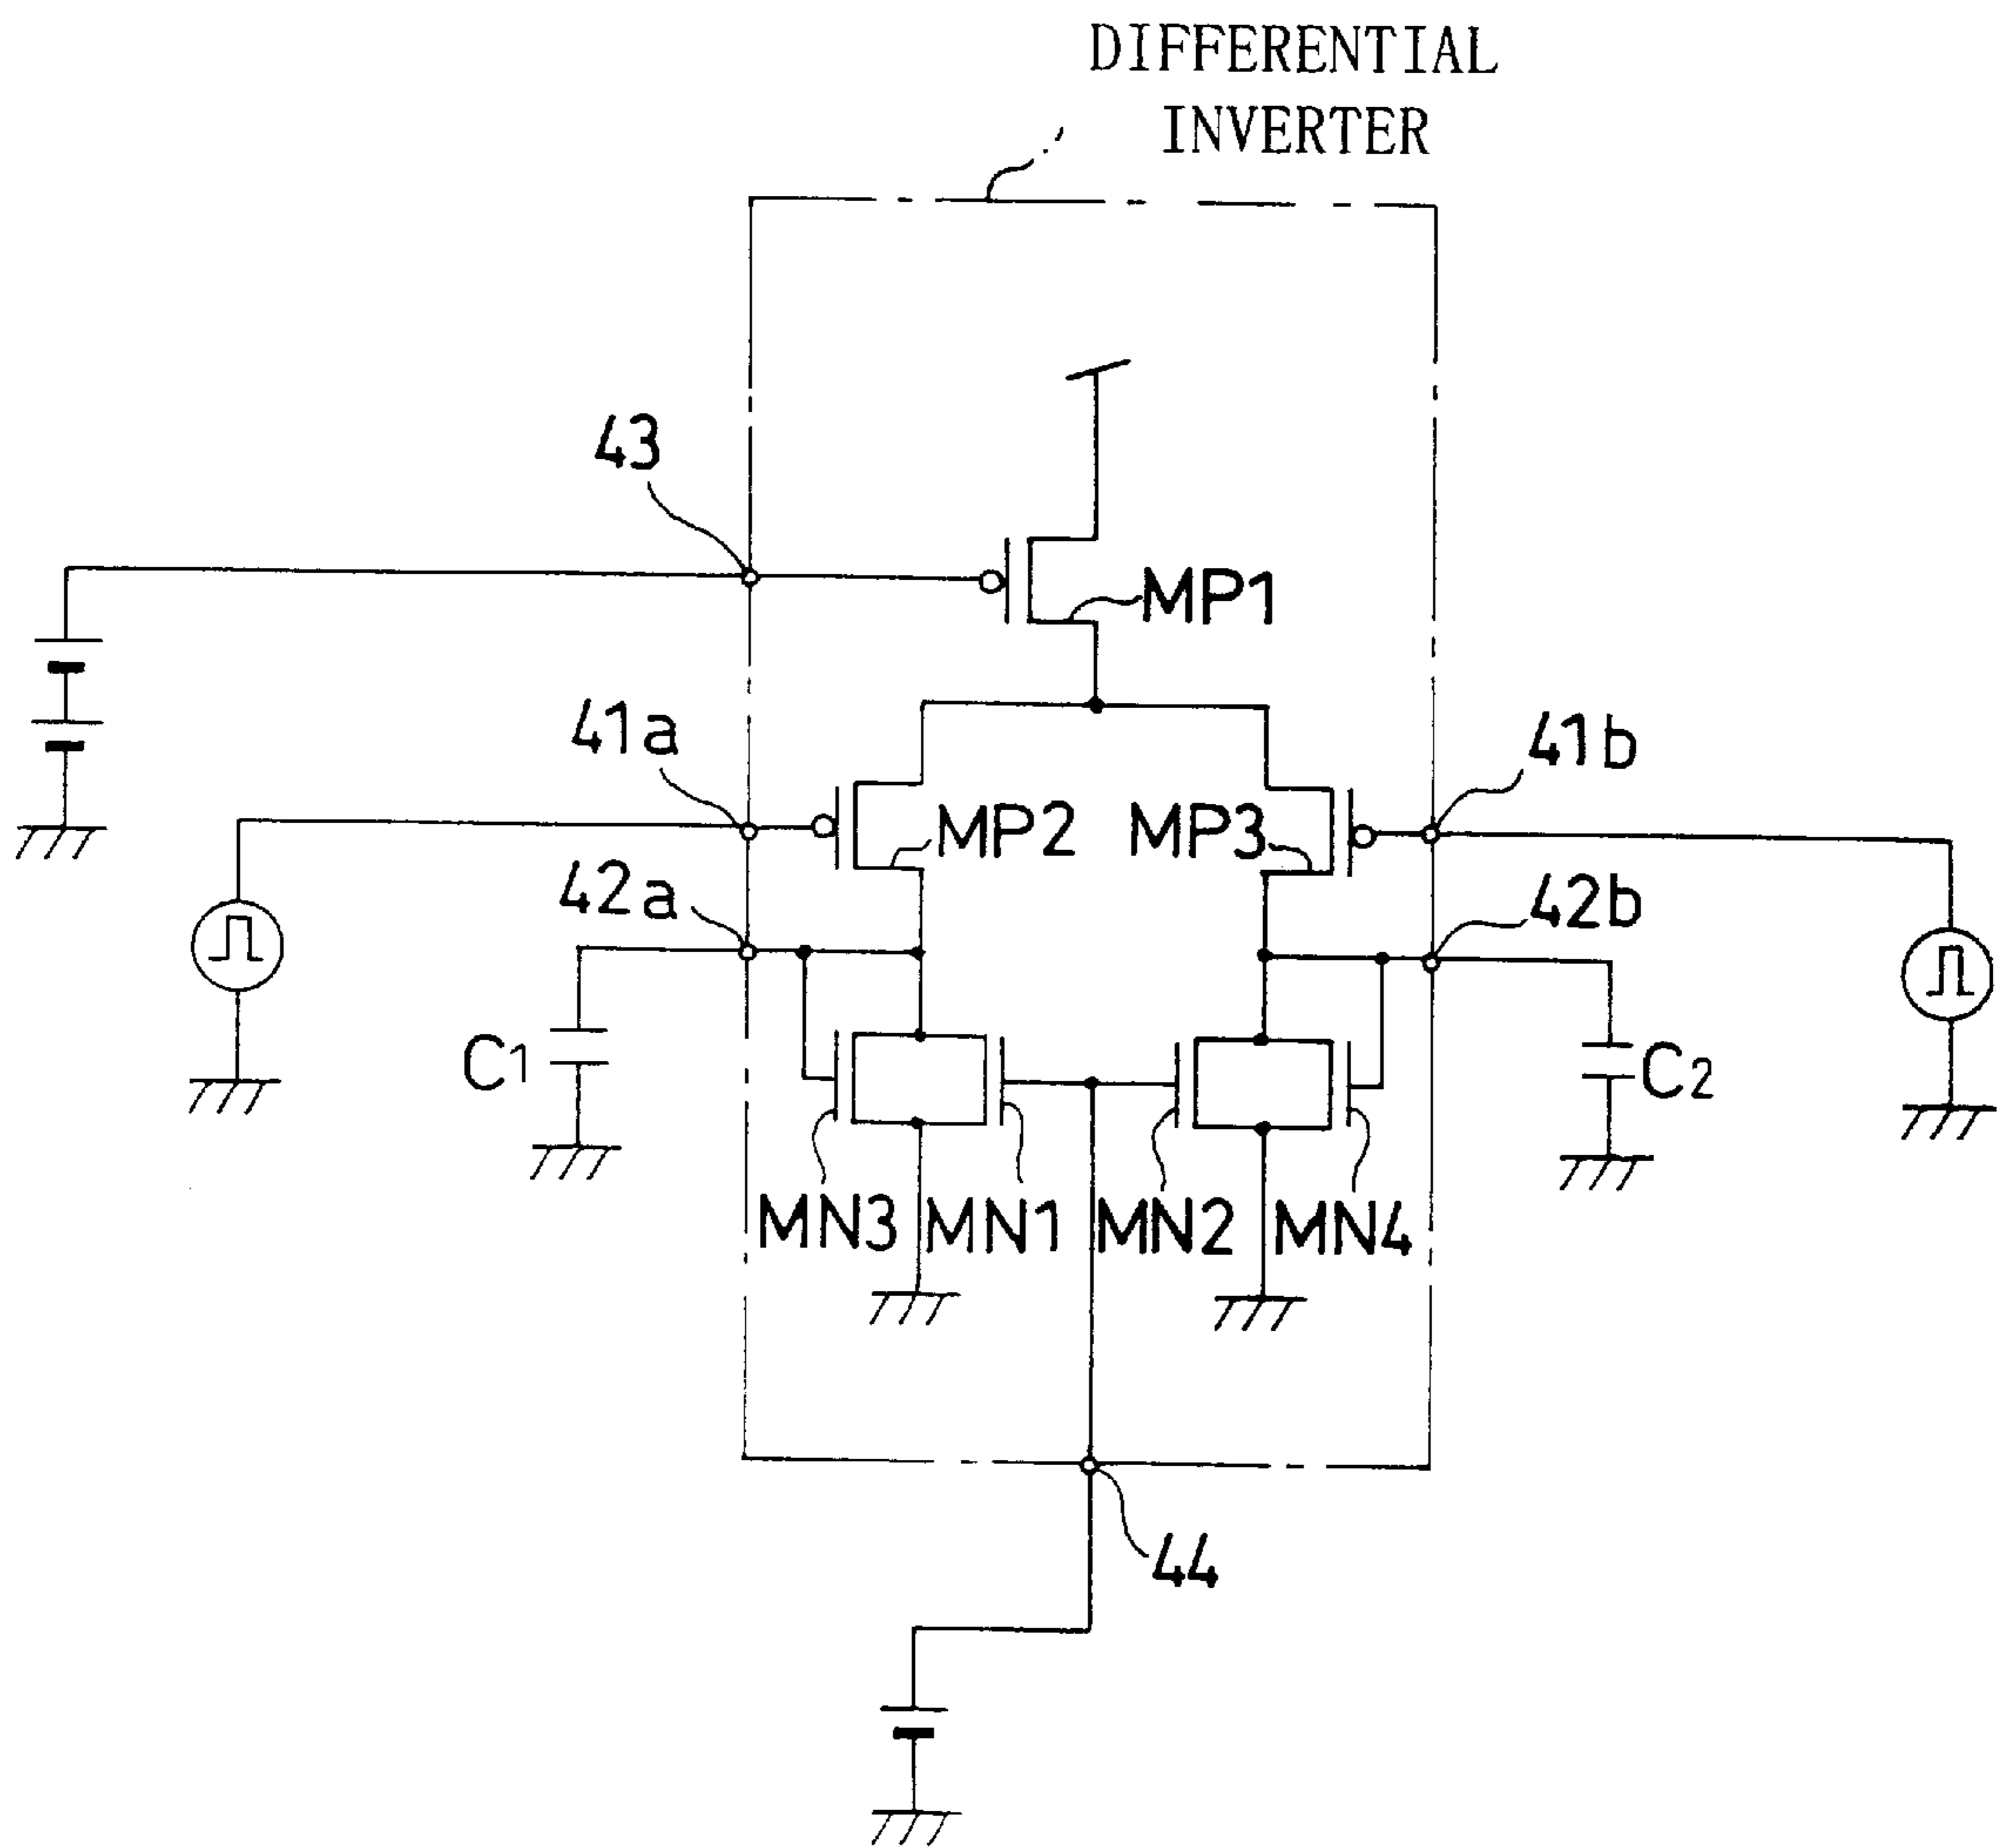 DIFFERENTIAL
INVERTER
43
MP1
41a
41b
MP2
MP3
42a
42b
C1
C2
MN3
MN1
MN2
MN4
44